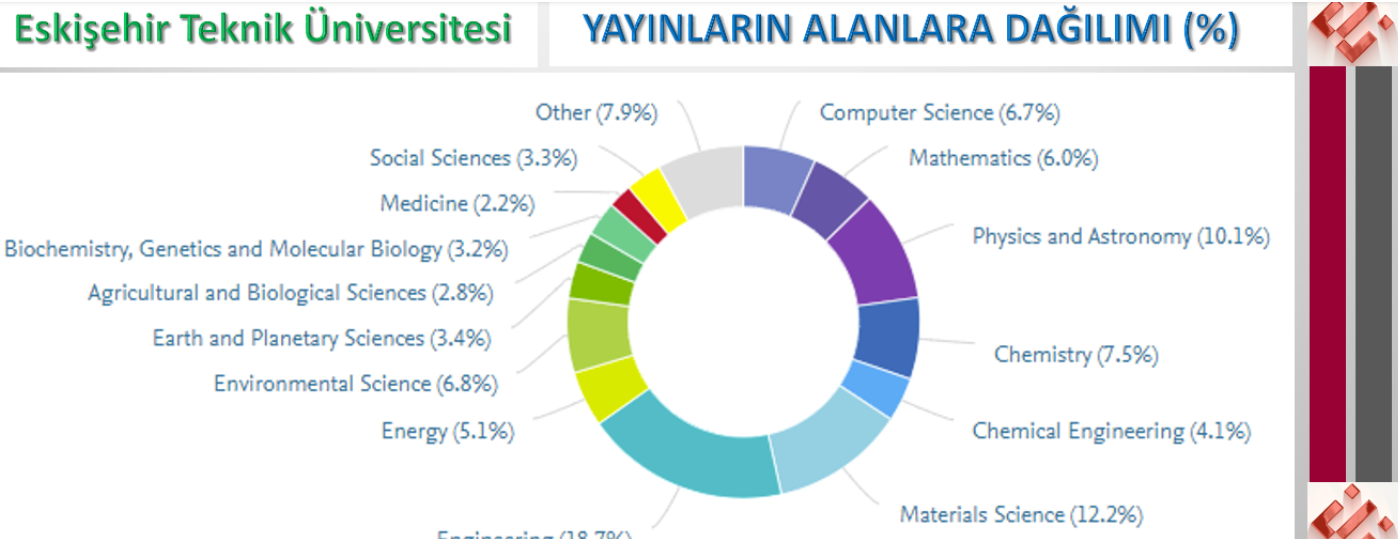 Eskişehir Teknik Üniversitesi
YAYINLARIN ALANLARA DAĞILIMI (%)
Other (7.9%)
Computer Science (6.7%)
Social Sciences (3.3%)
Mathematics (6.0%)
Medicine (2.2%)
Physics and Astronomy (10.1%)
Biochemistry, Genetics and Molecular Biology (3.2%)
Agricultural and Biological Sciences (2.8%)
Earth and Planetary Sciences (3.4%)
Chemistry (7.5%)
Environmental Science (6.8%)
Energy (5.1%)
Chemical Engineering (4.1%)
Materials Science (12.2%)
Engineering (18.7%)